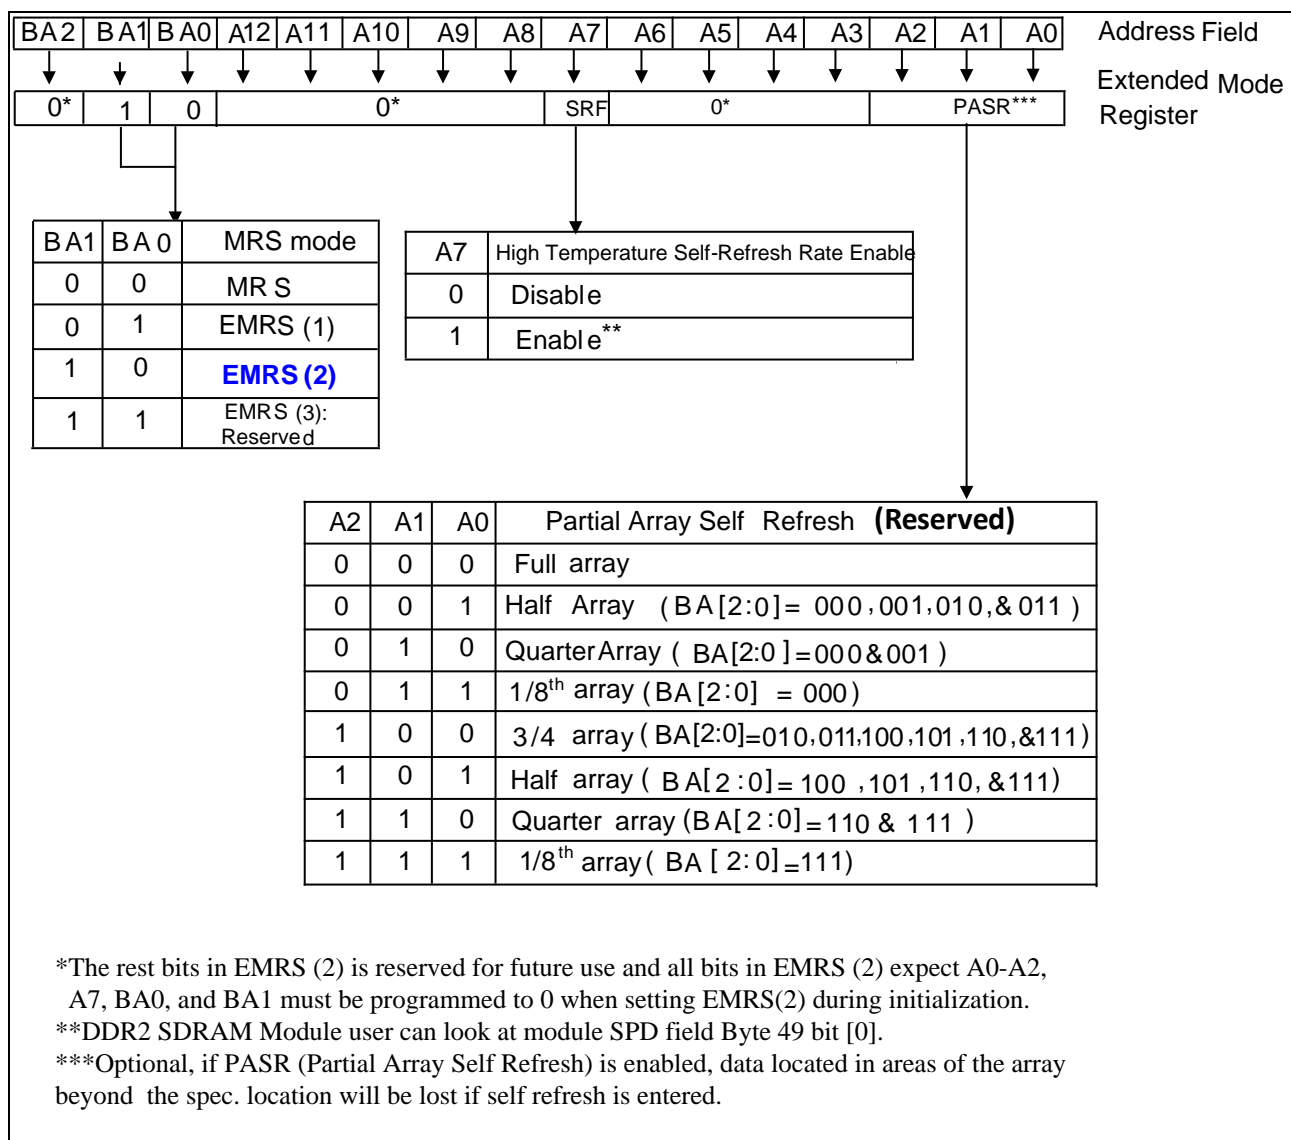 BA2 BA1 BA0 A12 A11 A10 A9 A8 A7 A6 A5 A4 A3 A2 A1 A0 Address Field
0* 1 0 0* SRF 0* PASR*** Extended Mode Register
BA1 BA0 MRS mode
0 0 MRS
0 1 EMRS (1)
1 0 EMRS (2)
1 1 EMRS (3): Reserved
A7 High Temperature Self-Refresh Rate Enable
0 Disable
1 Enable**
A2 A1 A0 Partial Array Self Refresh (Reserved)
0 0 0 Full array
0 0 1 Half Array (BA[2:0]= 000,001,010,&011)
0 1 0 Quarter Array (BA[2:0]=000&001)
0 1 1 1/8th array (BA[2:0] = 000)
1 0 0 3/4 array (BA[2:0]=010,011,100,101,110,&111)
1 0 1 Half array (BA[2:0]=100,101,110,&111)
1 1 0 Quarter array (BA[2:0]=110 & 111)
1 1 1 1/8th array (BA[2:0]=111)
*The rest bits in EMRS (2) is reserved for future use and all bits in EMRS (2) expect A0-A2,
A7, BA0, and BA1 must be programmed to 0 when setting EMRS(2) during initialization.
**DDR2 SDRAM Module user can look at module SPD field Byte 49 bit [0].
***Optional, if PASR (Partial Array Self Refresh) is enabled, data located in areas of the array
beyond the spec. location will be lost if self refresh is entered.